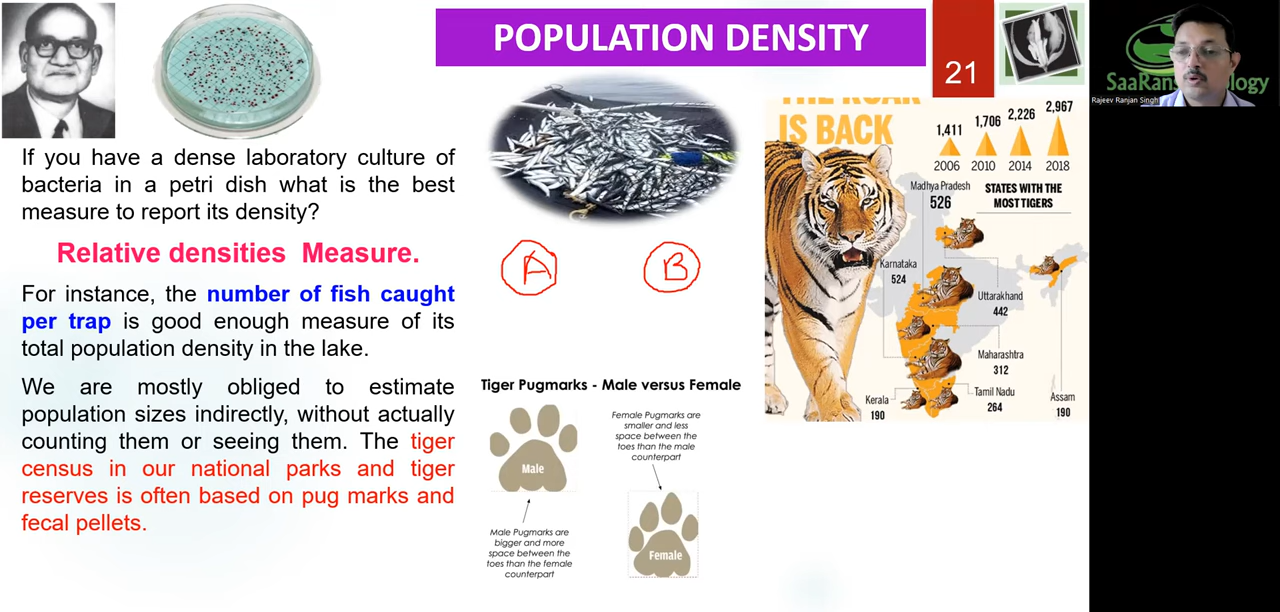 POPULATION DENSITY
21
SaaRans
logy
Rajeev Ranjan Singh
If you have a dense laboratory culture of
bacteria in a petri dish what is the best
measure to report its density?
Relative densities Measure.
For instance, the number of fish caught
per trap is good enough measure of its
total population density in the lake.
We are mostly obliged to estimate
population sizes indirectly, without actually
counting them or seeing them. The tiger
census in our national parks and tiger
reserves is often based on pug marks and
fecal pellets.
A
B
Tiger Pugmarks - Male versus Female
Male
Male Pugmarks are
bigger and more
space between the
toes than the female
counterpart
Female Pugmarks are
smaller and less
space between the
toes than the male
counterpart
Female
THE ROAR
IS BACK
1,411
1,706
2,226
2,967
2006
2010
2014
2018
STATES WITH THE
MOST TIGERS
Madhya Pradesh
526
Karnataka
524
Uttarakhand
442
Maharashtra
312
Tamil Nadu
264
Kerala
190
Assam
190